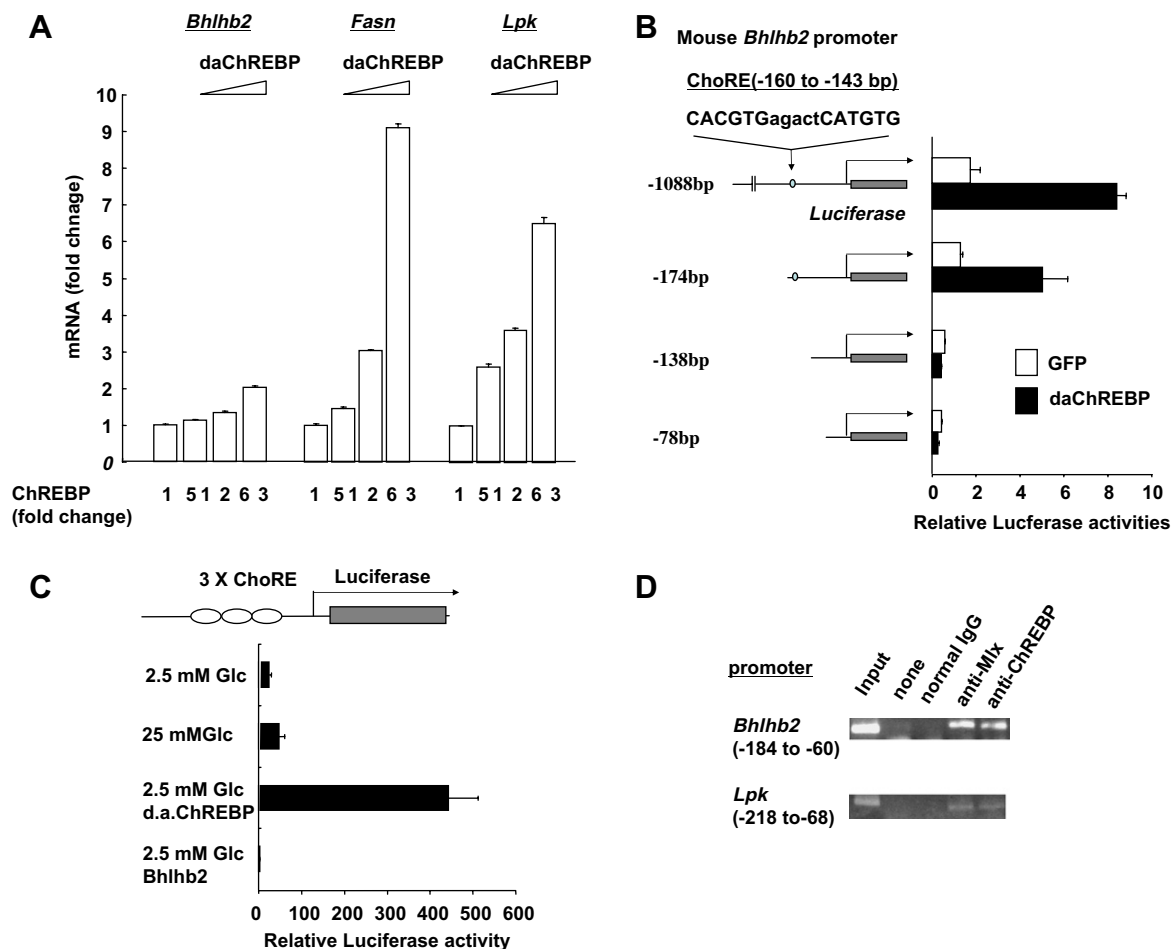 A
Bhlhb2 Fasn Lpk
daChREBP daChREBP daChREBP
mRNA (fold chnage)
10
9
8
7
6
5
4
3
2
1
0
ChREBP
(fold change)
1 5 1 2 6 3 1 5 1 2 6 3 1 5 1 2 6 3
B
Mouse Bhlhb2 promoter
ChoRE(-160 to -143 bp)
CACGTGagactCATGTG
-1088bp
Luciferase
-174bp
-138bp
-78bp
GFP
daChREBP
0 2 4 6 8 10
Relative Lucferase activities
C
3 X ChoRE Luciferase
2.5 mM Glc
25 mMGlc
2.5 mM Glc
d.a.ChREBP
2.5 mM Glc
Bhlhb2
0 100 200 300 400 500 600
Relative Luciferase activity
D
promoter
Input
none
normal IgG
anti-Mlx
anti-ChREBP
Bhlhb2
(-184 to -60)
Lpk
(-218 to-68)